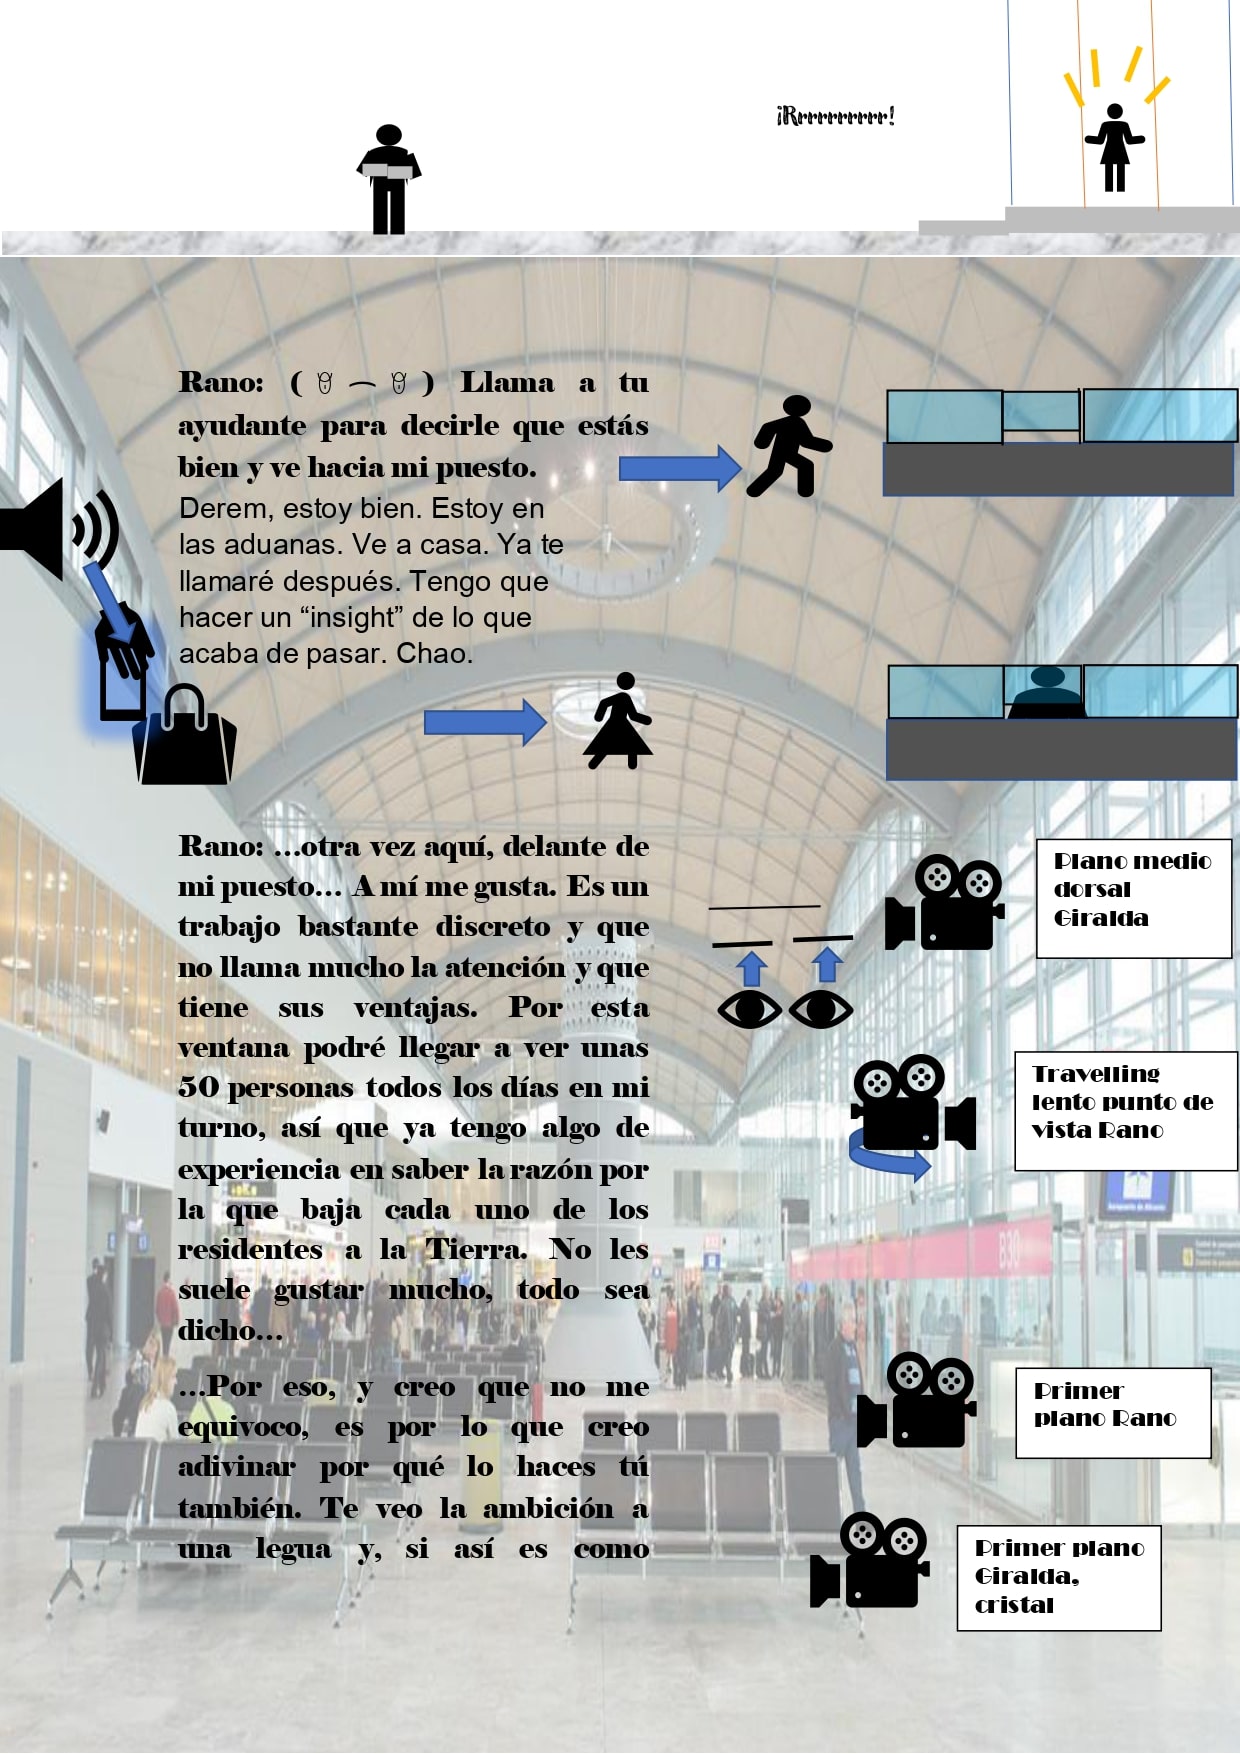 ¡Rrrrrrrrr!
Rano: ( ⌒ ) Llama a tu
ayudante para decirle que estás
bien y ve hacia mi puesto.
Derem, estoy bien. Estoy en
las aduanas. Ve a casa. Ya te
llamaré después. Tengo que
hacer un “insight” de lo que
acaba de pasar. Chao.
Rano: ...otra vez aquí, delante de
mi puesto... A mí me gusta. Es un
trabajo bastante discreto y que
no llama mucho la atención y que
tiene sus ventajas. Por esta
ventana podré llegar a ver unas
50 personas todos los días en mi
turno, así que ya tengo algo de
experiencia en saber la razón por
la que baja cada uno de los
residentes a la Tierra. No les
suele gustar mucho, todo sea
dicho...
...Por eso, y creo que no me
equivoco, es por lo que creo
adivinar por qué lo haces tú
también. Te veo la ambición a
una legua y, si así es como
Plano medio
dorsal
Giralda
Travelling
lento punto de
vista Rano
Primer
plano Rano
Primer plano
Giralda,
cristal
B30